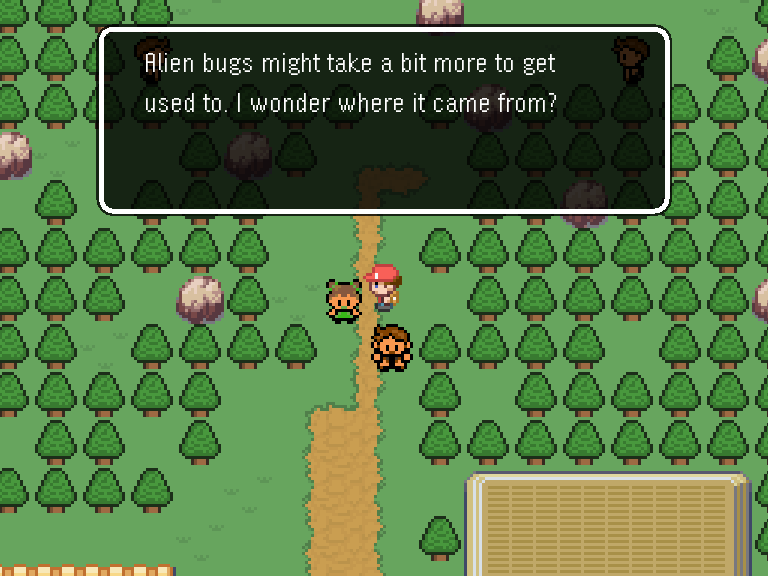 Alien bugs might take a bit more to get
used to. I wonder where it came from?